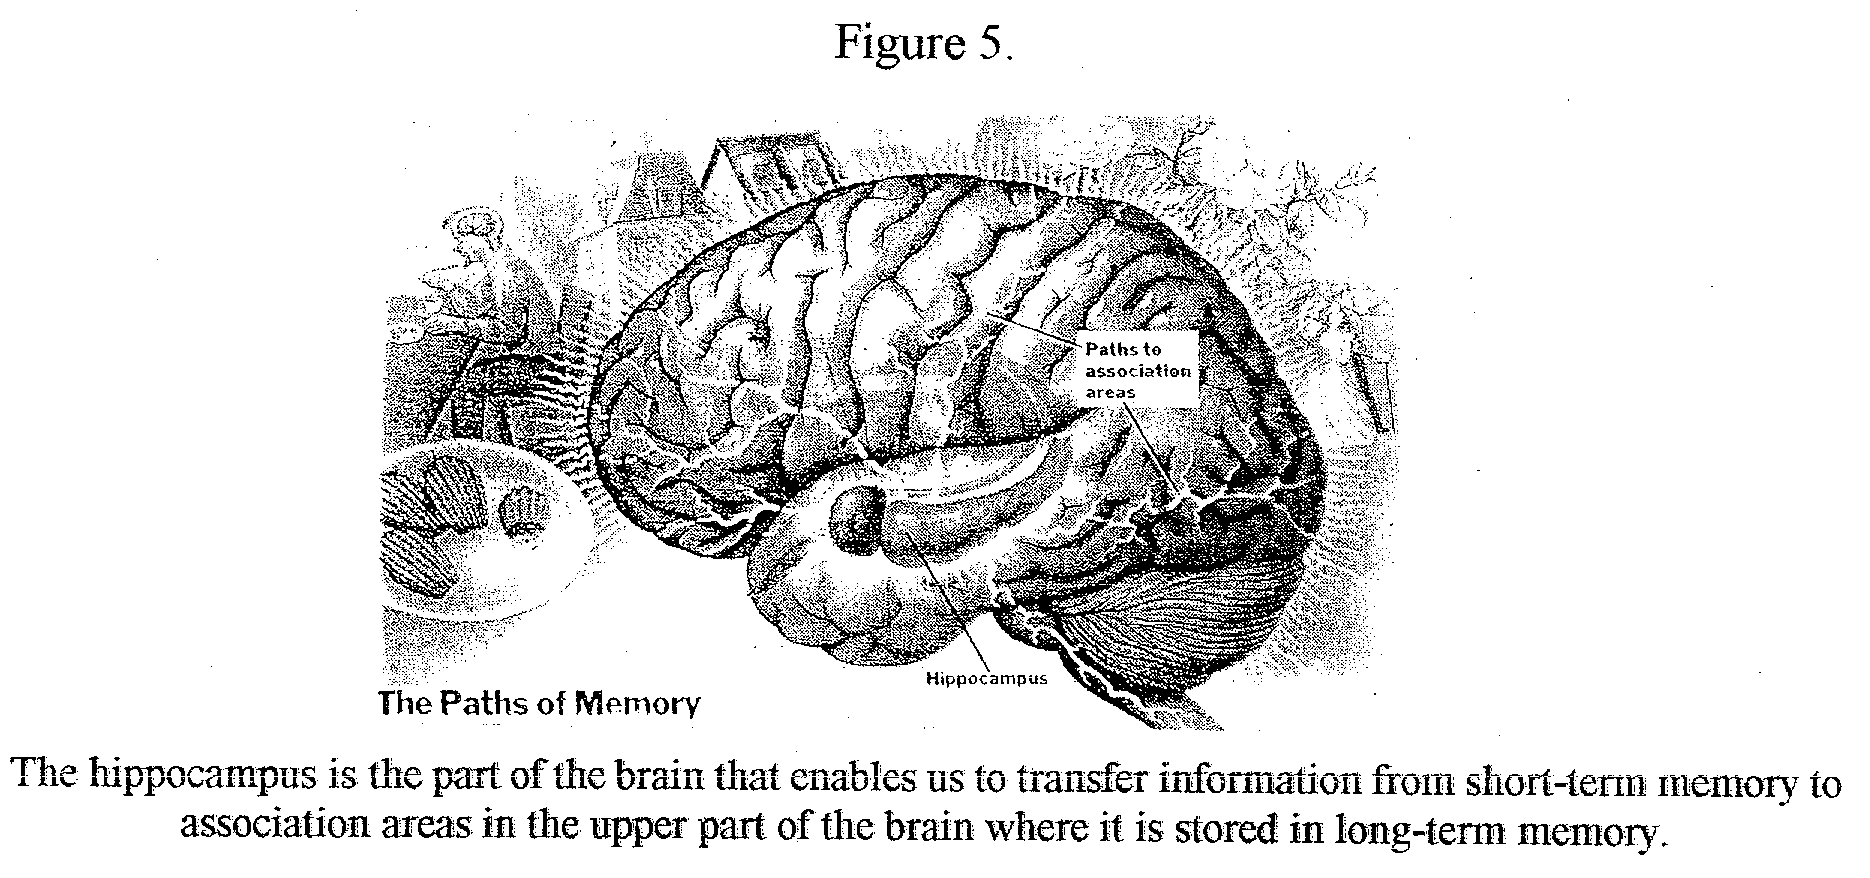 Figure 5.
Paths to
association
areas
Hippocampus
The Paths of Memory
The hippocampus is the part of the brain that enables us to transfer information from short-term memory to
association areas in the upper part of the brain where it is stored in long-term memory.